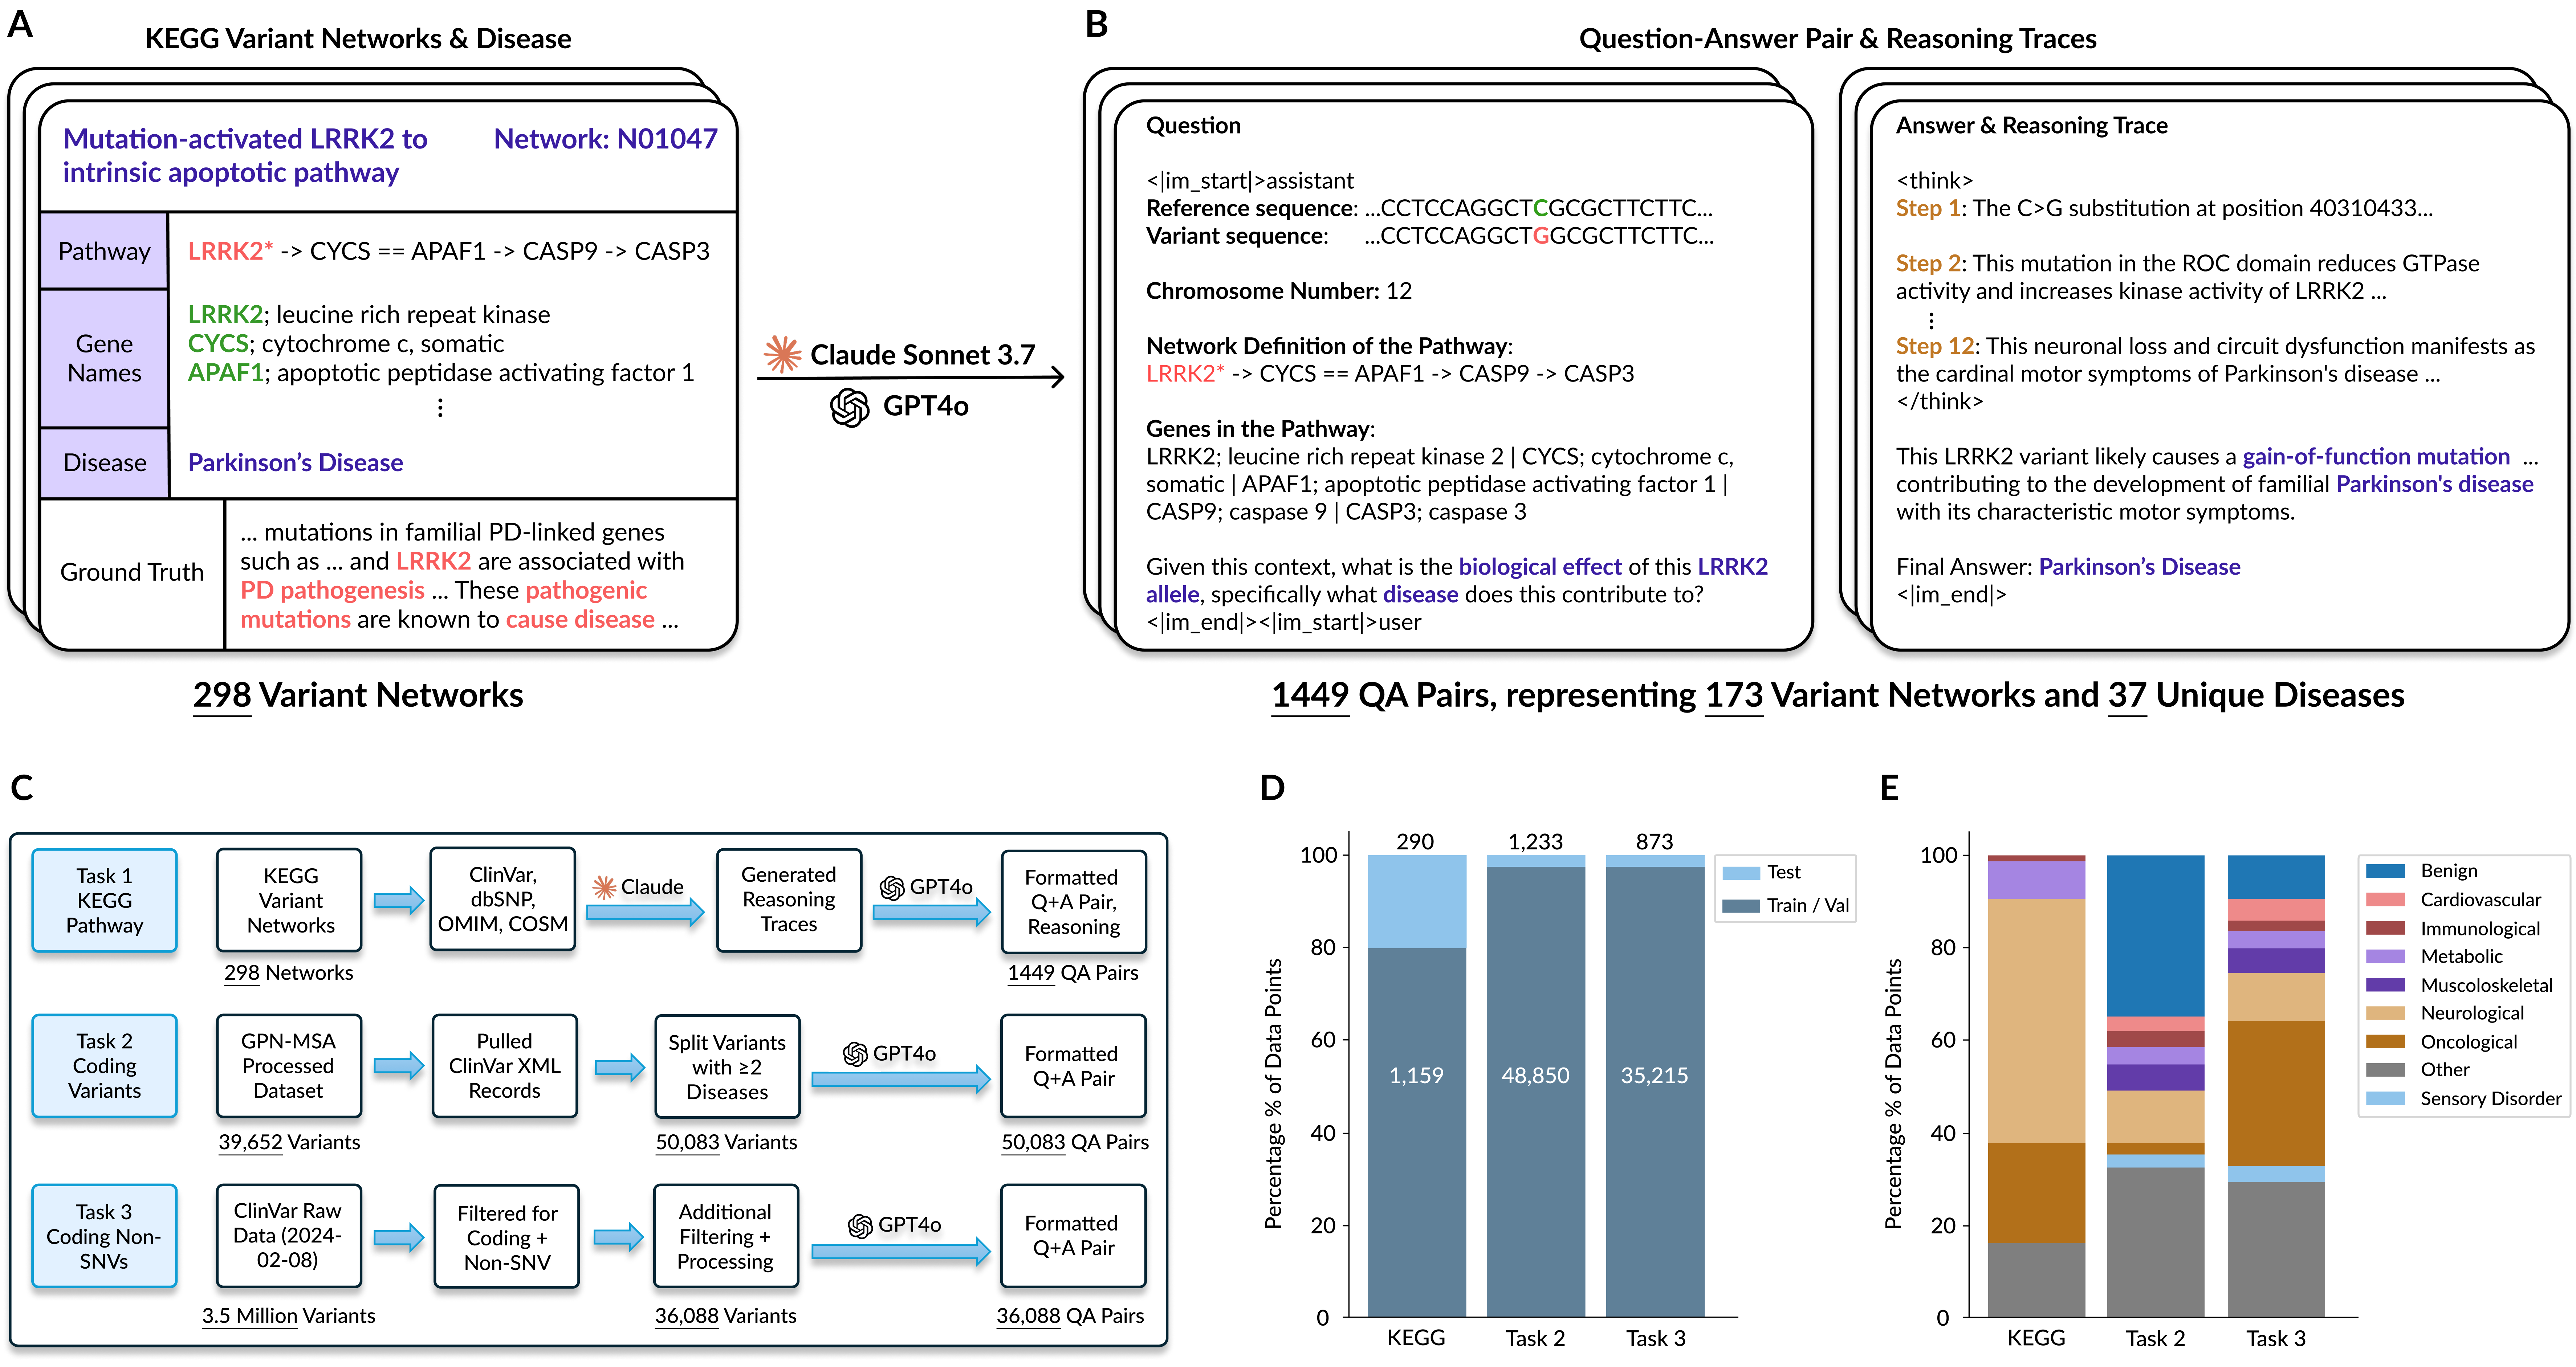 A
KEGG Variant Networks & Disease
Mutation-activated LRRK2 to
intrinsic apoptotic pathway
Network: N01047
Pathway
LRRK2* -> CYCS == APAF1 -> CASP9 -> CASP3
Gene
Names
LRRK2; leucine rich repeat kinase
CYCS; cytochrome c, somatic
APAF1; apoptotic peptidase activating factor 1
⋮
Disease
Parkinson’s Disease
Ground Truth
... mutations in familial PD-linked genes
such as ... and LRRK2 are associated with
PD pathogenesis ... These pathogenic
mutations are known to cause disease ...
298 Variant Networks
Claude Sonnet 3.7
GPT4o
B
Question-Answer Pair & Reasoning Traces
Question
<|im_start|>assistant
Reference sequence: ...CCTCCAGGCTCGCGCTTCTTC...
Variant sequence: ...CCTCCAGGCTGGCGCTTCTTC...
Chromosome Number: 12
Network Definition of the Pathway:
LRRK2* -> CYCS == APAF1 -> CASP9 -> CASP3
Genes in the Pathway:
LRRK2; leucine rich repeat kinase 2 | CYCS; cytochrome c,
somatic | APAF1; apoptotic peptidase activating factor 1 |
CASP9; caspase 9 | CASP3; caspase 3
Given this context, what is the biological effect of this LRRK2
allele, specifically what disease does this contribute to?
<|im_end|><|im_start|>user
Answer & Reasoning Trace
<think>
Step 1: The C>G substitution at position 40310433...
Step 2: This mutation in the ROC domain reduces GTPase
activity and increases kinase activity of LRRK2 ...
⋮
Step 12: This neuronal loss and circuit dysfunction manifests as
the cardinal motor symptoms of Parkinson's disease ...
</think>
This LRRK2 variant likely causes a gain-of-function mutation ...
contributing to the development of familial Parkinson's disease
with its characteristic motor symptoms.
Final Answer: Parkinson’s Disease
<|im_end|>
1449 QA Pairs, representing 173 Variant Networks and 37 Unique Diseases
C
Task 1
KEGG
Pathway
KEGG
Variant
Networks
298 Networks
ClinVar,
dbSNP,
OMIM, COSM
Claude
Generated
Reasoning
Traces
GPT4o
Formatted
Q+A Pair,
Reasoning
1449 QA Pairs
Task 2
Coding
Variants
GPN-MSA
Processed
Dataset
39,652 Variants
Pulled
ClinVar XML
Records
Split Variants
with ≥2
Diseases
50,083 Variants
GPT4o
Formatted
Q+A Pair
50,083 QA Pairs
Task 3
Coding Non-
SNVs
ClinVar Raw
Data (2024-
02-08)
3.5 Million Variants
Filtered for
Coding +
Non-SNV
Additional
Filtering +
Processing
36,088 Variants
GPT4o
Formatted
Q+A Pair
36,088 QA Pairs
D
Percentage % of Data Points
100
80
60
40
20
0
290
1,233
873
1,159
48,850
35,215
KEGG
Task 2
Task 3
Test
Train / Val
E
Percentage % of Data Points
100
80
60
40
20
0
KEGG
Task 2
Task 3
Benign
Cardiovascular
Immunological
Metabolic
Muscoloskeletal
Neurological
Oncological
Other
Sensory Disorder